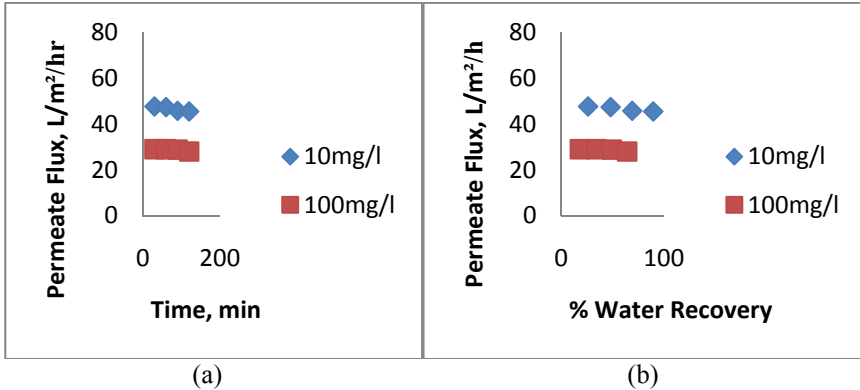 Permeate Flux, L/m²/hr
80
60
40
20
0
0 200
Time, min
10mg/l
100mg/l
(a)
Permeate Flux, L/m²/h
80
60
40
20
0
0 100
% Water Recovery
10mg/l
100mg/l
(b)